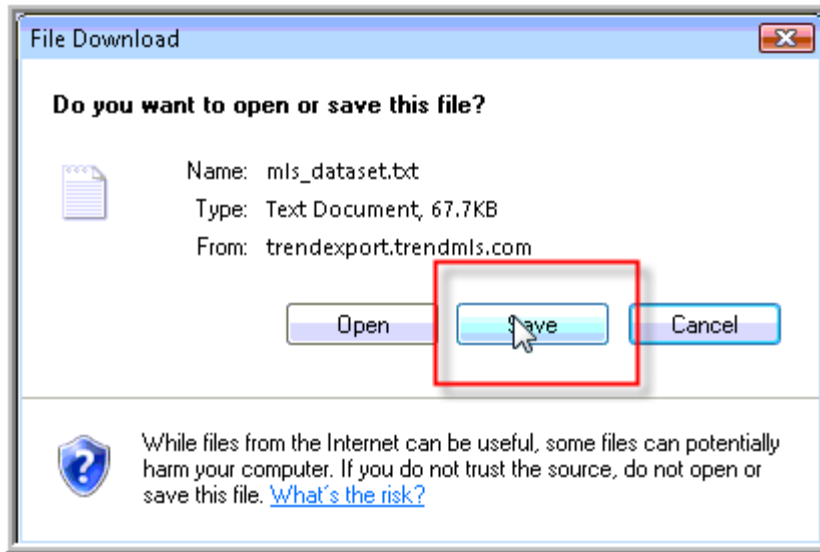 File Download
Do you want to open or save this file?
Name: mls_dataset.txt
Type: Text Document, 67.7KB
From: trendexport.trendmls.com
Open Save Cancel
While files from the Internet can be useful, some files can potentially
harm your computer. If you do not trust the source, do not open or
save this file. What's the risk?